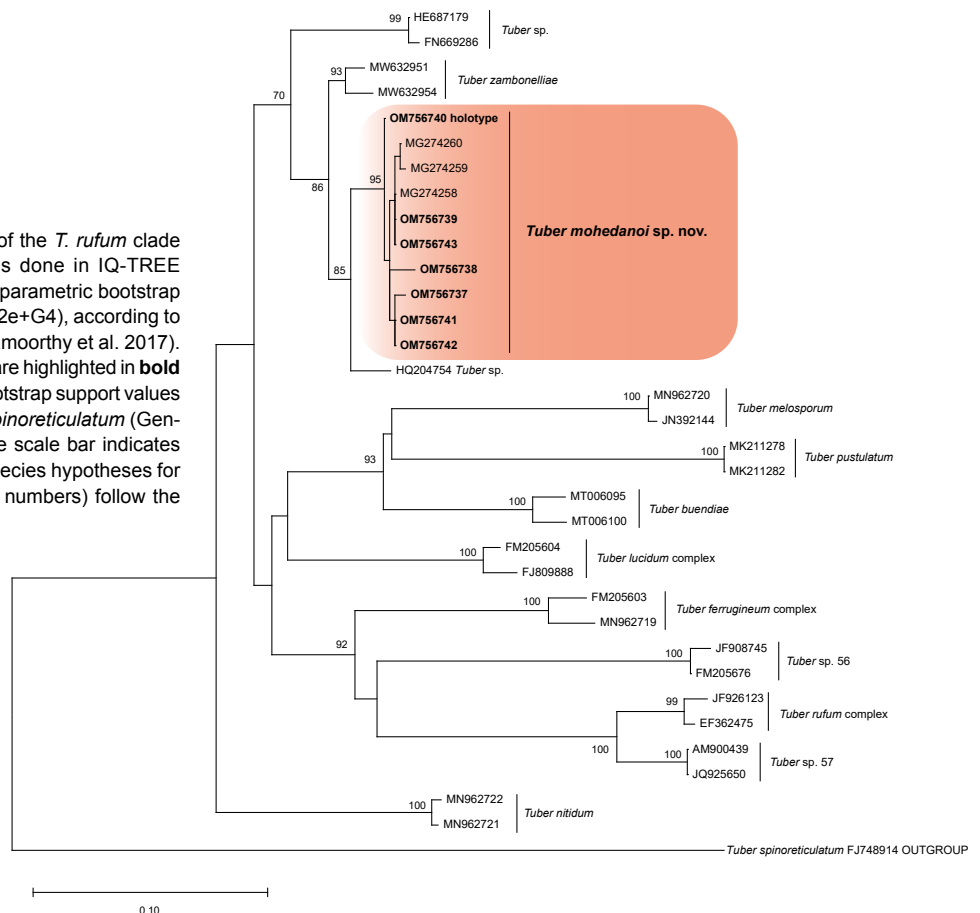 of the T. rufum clade
s done in IQ-TREE
parametric bootstrap
2e+G4), according to
moorthy et al. 2017).
are highlighted in bold
otstrap support values
pinoreticulatum (Gen-
e scale bar indicates
pecies hypotheses for
numbers) follow the
99 HE687179
FN669286
Tuber sp.
93 MW632951
MW632954
Tuber zambonelliae
70
86
OM756740 holotype
MG274260
MG274259
95
MG274258
OM756739
OM756743
OM756738
OM756737
OM756741
OM756742
Tuber mohedanoi sp. nov.
85
HQ204754 Tuber sp.
100 MN962720
JN392144
Tuber melosporum
93
100 MK211278
MK211282
Tuber pustulatum
100 MT006095
MT006100
Tuber buendiae
100 FM205604
FJ809888
Tuber lucidum complex
100 FM205603
MN962719
Tuber ferrugineum complex
92
100 JF908745
FM205676
Tuber sp. 56
99 JF926123
EF362475
Tuber rufum complex
100
100 AM900439
JQ925650
Tuber sp. 57
100 MN962722
MN962721
Tuber nitidum
Tuber spinoreticulatum FJ748914 OUTGROUP
0.10